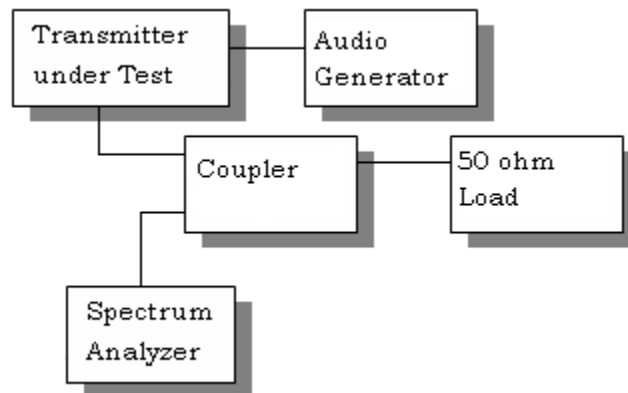 Transmitter
under Test
Audio
Generator
Coupler
50 ohm
Load
Spectrum
Analyzer